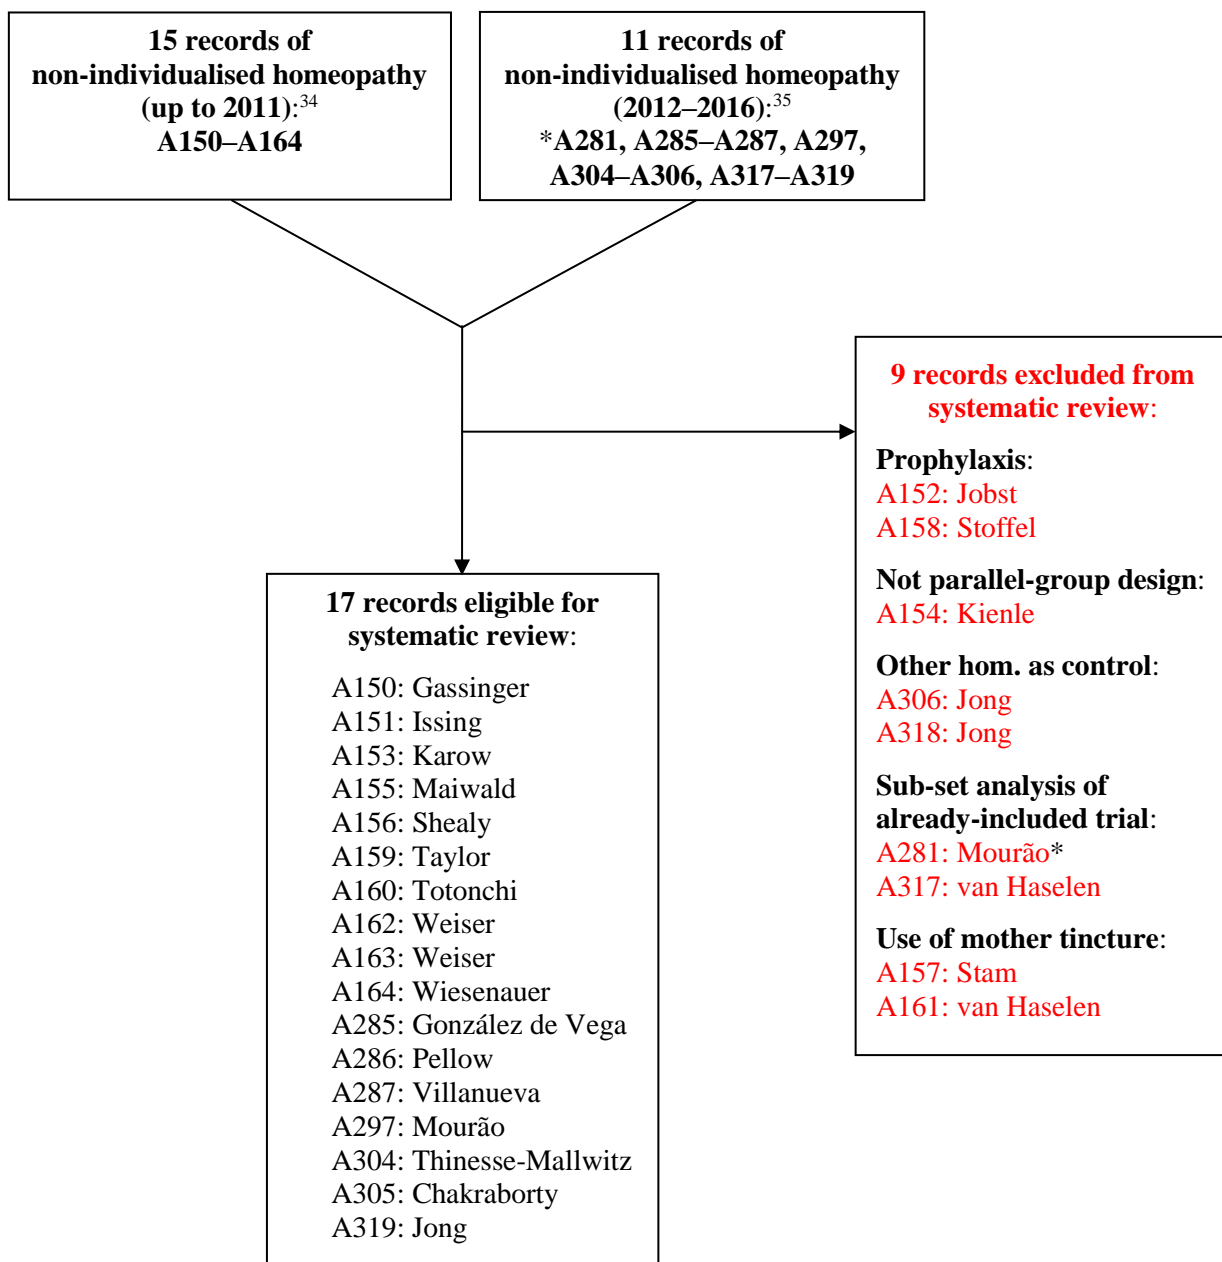 15 records of
non-individualised homeopathy
(up to 2011):34
A150–A164
11 records of
non-individualised homeopathy
(2012–2016):35
*A281, A285–A287, A297,
A304–A306, A317–A319
9 records excluded from
systematic review:
Prophylaxis:
A152: Jobst
A158: Stoffel
Not parallel-group design:
A154: Kienle
Other hom. as control:
A306: Jong
A318: Jong
Sub-set analysis of
already-included trial:
A281: Mourão*
A317: van Haselen
Use of mother tincture:
A157: Stam
A161: van Haselen
17 records eligible for
systematic review:
A150: Gassinger
A151: Issing
A153: Karow
A155: Maiwald
A156: Shealy
A159: Taylor
A160: Totonchi
A162: Weiser
A163: Weiser
A164: Wiesenauer
A285: González de Vega
A286: Pellow
A287: Villanueva
A297: Mourão
A304: Thinesse-Mallwitz
A305: Chakraborty
A319: Jong